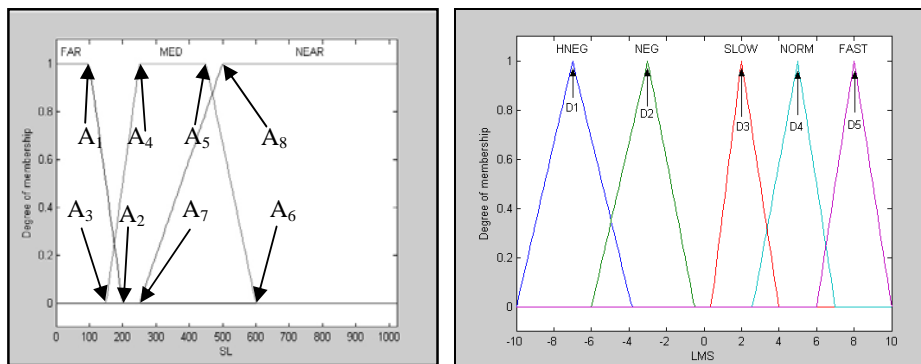 FAR MED NEAR
1
0.8
0.6
0.4
0.2
0
Degree of membership
A1 A4 A5 A8
A3 A2 A7 A6
0 100 200 300 400 500 600 700 800 900 1000
SL
HNEG NEG SLOW NORM FAST
1
0.8
0.6
0.4
0.2
0
Degree of membership
D1 D2 D3 D4 D5
-10 -8 -6 -4 -2 0 2 4 6 8 10
LMS